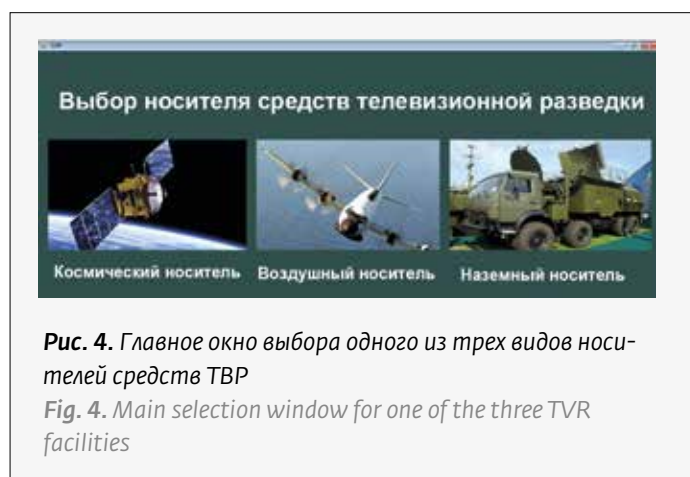 Выбор носителя средств телевизионной разведки
Космический носитель Воздушный носитель Наземный носитель
Рис. 4. Главное окно выбора одного из трех видов носи-
телей средств ТВР
Fig. 4. Main selection window for one of the three TVR
facilities